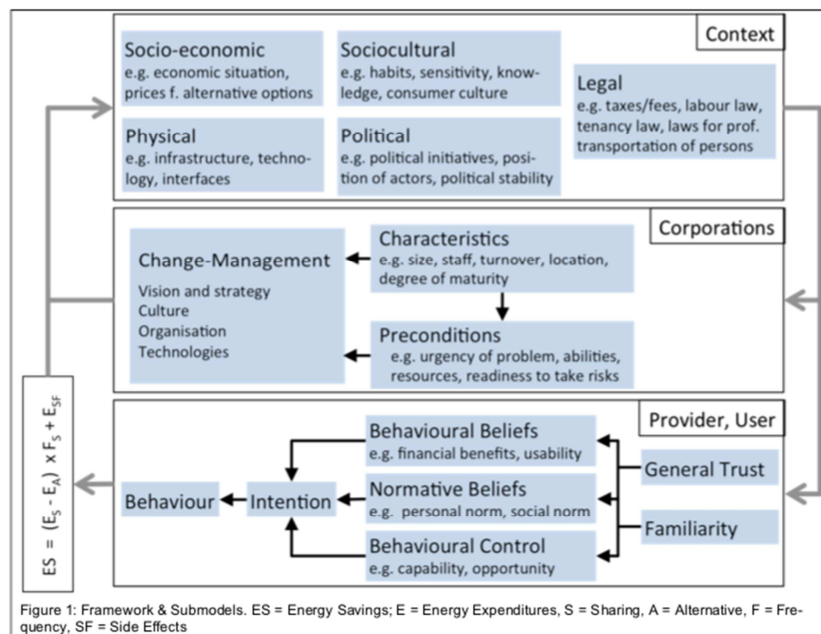 Context
Socio-economic
e.g. economic situation,
prices f. alternative options
Sociocultural
e.g. habits, sensitivity, know-
ledge, consumer culture
Legal
e.g. taxes/fees, labour law,
tenancy law, laws for prof.
transportation of persons
Physical
e.g. infrastructure, techno-
logy, interfaces
Political
e.g. political initiatives, posi-
tion of actors, political stability
Corporations
Change-Management
Vision and strategy
Culture
Organisation
Technologies
Characteristics
e.g. size, staff, turnover, location,
degree of maturity
Preconditions
e.g. urgency of problem, abilities,
resources, readiness to take risks
Provider, User
Behavioural Beliefs
e.g. financial benefits, usability
General Trust
Behaviour
Intention
Normative Beliefs
e.g. personal norm, social norm
Familiarity
Behavioural Control
e.g. capability, opportunity
ES = (E_S - E_A) x F_S + E_SF
Figure 1: Framework & Submodels. ES = Energy Savings; E = Energy Expenditures, S = Sharing, A = Alternative, F = Fre-
quency, SF = Side Effects